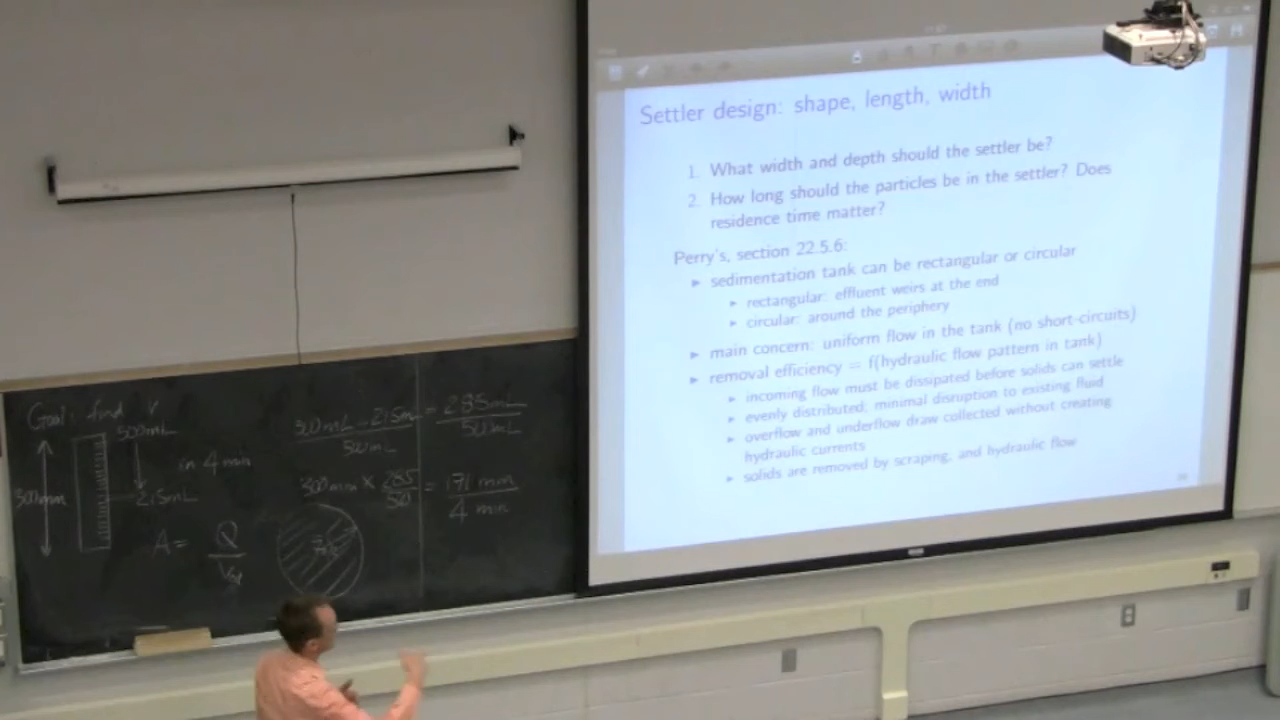 Settler design: shape, length, width
1. What width and depth should the settler be?
2. How long should the particles be in the settler? Does
residence time matter?
Perry's, section 22.5.6:
► sedimentation tank can be rectangular or circular
► rectangular: effluent weirs at the end
► circular: around the periphery
► main concern: uniform flow in the tank (no short-circuits)
► removal efficiency = f(hydraulic flow pattern in tank)
► incoming flow must be dissipated before solids can settle
► evenly distributed; minimal disruption to existing fluid
► overflow and underflow draw collected without creating
hydraulic currents
► solids are removed by scraping, and hydraulic flow
Goal: find v
500mL
in 4 min
300mm
215mL
A = Q
500mL - 215mL = 285mL
500mL 500mL
300mm × 285 = 171 mm
4 min